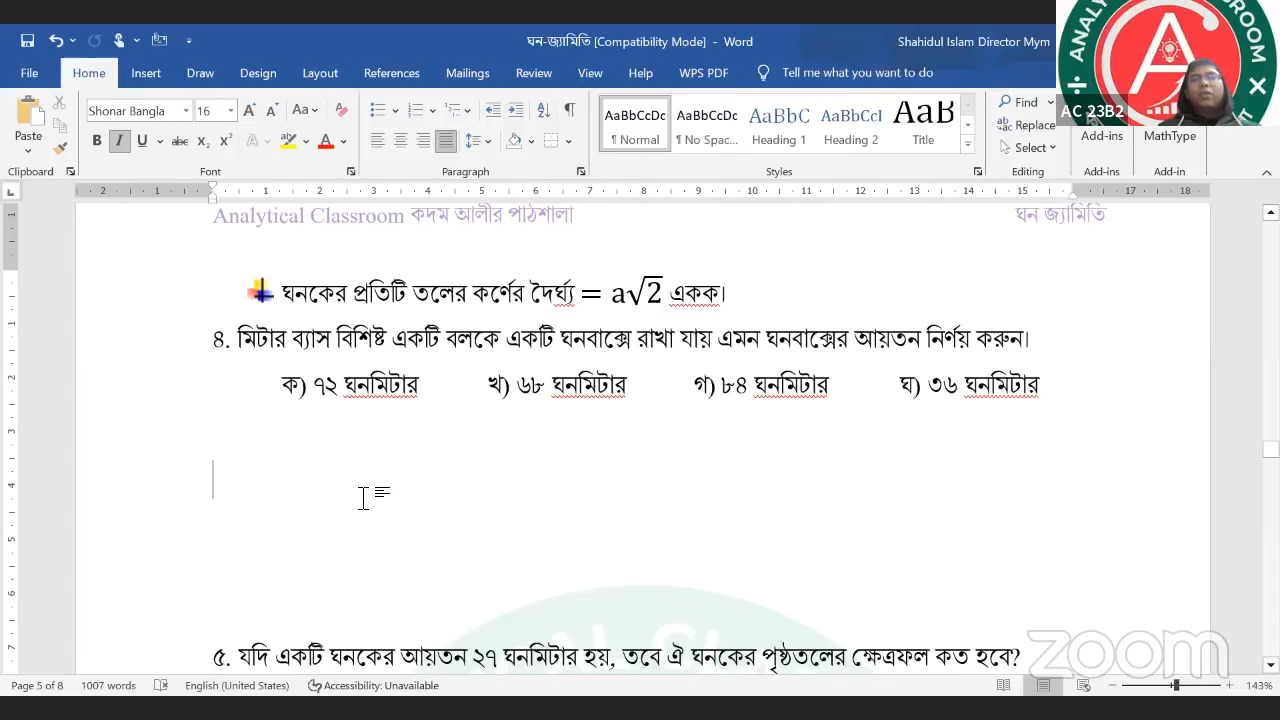 ঘন-জ্যামিতি [Compatibility Mode] - Word
Shahidul Islam Director Mym
File Home Insert Draw Design Layout References Mailings Review View Help WPS PDF Tell me what you want to do
AC 23B2
Paste
Shonar Bangla 16
AaBbCcDc AaBbCcDc AaBbC AaBbCcI AaB
¶ Normal ¶ No Spac... Heading 1 Heading 2 Title
Find
Replace
Select
Add-ins MathType
Clipboard Font Paragraph Styles Editing Add-ins Add-in
Analytical Classroom কদম আলীর পাঠশালা ঘন জ্যামিতি
ঘনকের প্রতিটি তলের কর্ণের দৈর্ঘ্য = a√2 একক।
৪. মিটার ব্যাস বিশিষ্ট একটি বলকে একটি ঘনবাক্সে রাখা যায় এমন ঘনবাক্সের আয়তন নির্ণয় করুন।
ক) ৭২ ঘনমিটার খ) ৬৮ ঘনমিটার গ) ৮৪ ঘনমিটার ঘ) ৩৬ ঘনমিটার
৫. যদি একটি ঘনকের আয়তন ২৭ ঘনমিটার হয়, তবে ঐ ঘনকের পৃষ্ঠতলের ক্ষেত্রফল কত হবে?
zoom
Page 5 of 8 1007 words English (United States) Accessibility: Unavailable 143%